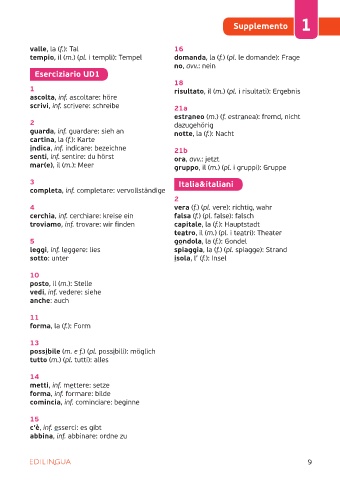 Supplemento 1
valle, la (f.): Tal
tempio, il (m.) (pl. i templi): Tempel
Eserciziario UD1
1
ascolta, inf. ascoltare: höre
scrivi, inf. scrivere: schreibe
2
guarda, inf. guardare: sieh an
cartina, la (f.): Karte
indica, inf. indicare: bezeichne
senti, inf. sentire: du hörst
mar(e), il (m.): Meer
3
completa, inf. completare: vervollständige
4
cerchia, inf. cerchiare: kreise ein
troviamo, inf. trovare: wir finden
5
leggi, inf. leggere: lies
sotto: unter
10
posto, il (m.): Stelle
vedi, inf. vedere: siehe
anche: auch
11
forma, la (f.): Form
13
possibile (m. e f.) (pl. possibili): möglich
tutto (m.) (pl. tutti): alles
14
metti, inf. mettere: setze
forma, inf. formare: bilde
comincia, inf. cominciare: beginne
15
c'è, inf. esserci: es gibt
abbina, inf. abbinare: ordne zu
16
domanda, la (f.) (pl. le domande): Frage
no, avv.: nein
18
risultato, il (m.) (pl. i risultati): Ergebnis
21a
estraneo (m.) (f. estranea): fremd, nicht
dazugehörig
notte, la (f.): Nacht
21b
ora, avv.: jetzt
gruppo, il (m.) (pl. i gruppi): Gruppe
Italia&italiani
2
vera (f.) (pl. vere): richtig, wahr
falsa (f.) (pl. false): falsch
capitale, la (f.): Hauptstadt
teatro, il (m.) (pl. i teatri): Theater
gondola, la (f.): Gondel
spiaggia, la (f.) (pl. spiagge): Strand
isola, l' (f.): Insel
EDILINGUA
9